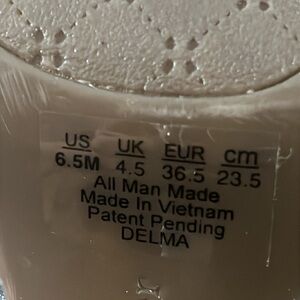 US UK EUR cm
6.5M 4.5 36.5 23.5
All Man Made
Made In Vietnam
Patent Pending
DELMA